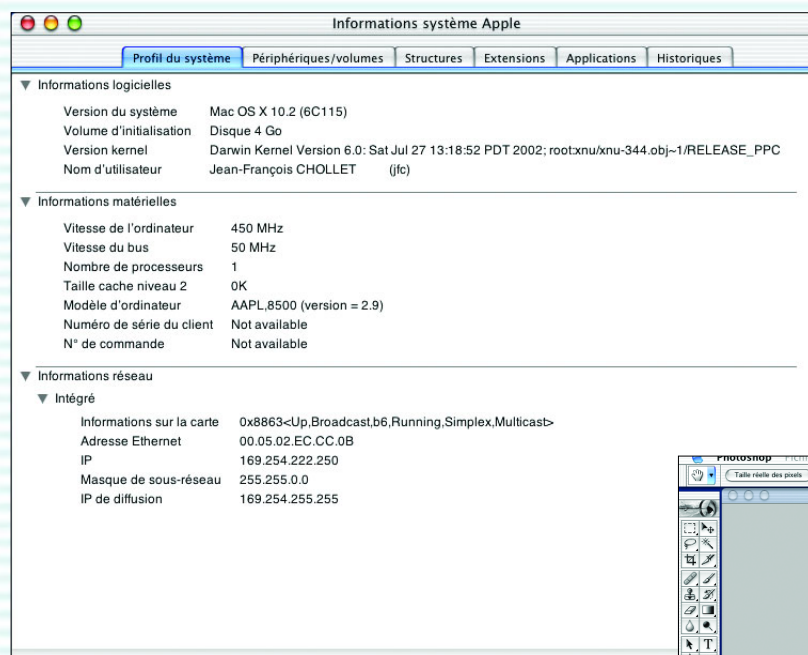 Informations système Apple
Profil du système Périphériques/volumes Structures Extensions Applications Historiques
Informations logicielles
Version du système Mac OS X 10.2 (6C115)
Volume d'initialisation Disque 4 Go
Version kernel Darwin Kernel Version 6.0: Sat Jul 27 13:18:52 PDT 2002; root:xnu/xnu-344.obj~1/RELEASE_PPC
Nom d'utilisateur Jean-François CHOLLET (jfc)
Informations matérielles
Vitesse de l'ordinateur 450 MHz
Vitesse du bus 50 MHz
Nombre de processeurs 1
Taille cache niveau 2 0K
Modèle d'ordinateur AAPL,8500 (version = 2.9)
Numéro de série du client Not available
N° de commande Not available
Informations réseau
Intégré
Informations sur la carte 0x8863<Up,Broadcast,b6,Running,Simplex,Multicast>
Adresse Ethernet 00.05.02.EC.CC.0B
IP 169.254.222.250
Masque de sous-réseau 255.255.0.0
IP de diffusion 169.254.255.255
Photoshop
Taille réelle des pixels
T